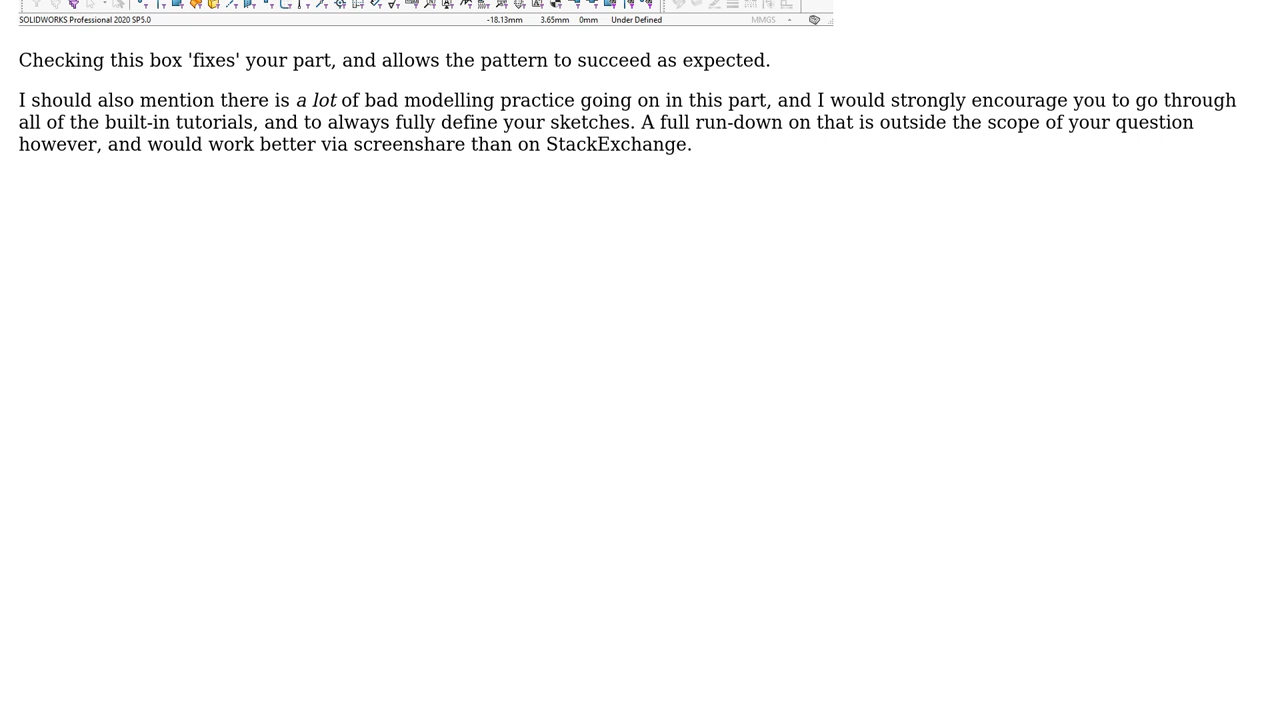 SOLIDWORKS Professional 2020 SP5.0 -18.13mm 3.65mm 0mm Under Defined MMGS
Checking this box 'fixes' your part, and allows the pattern to succeed as expected.
I should also mention there is a lot of bad modelling practice going on in this part, and I would strongly encourage you to go through
all of the built-in tutorials, and to always fully define your sketches. A full run-down on that is outside the scope of your question
however, and would work better via screenshare than on StackExchange.